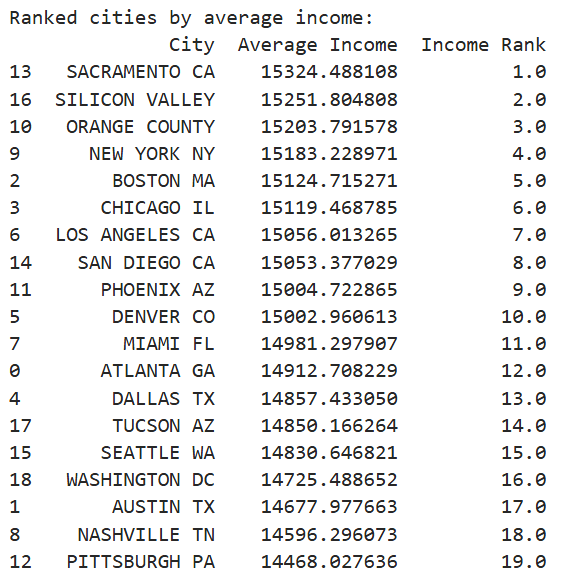 Ranked cities by average income:
City Average Income Income Rank
13 SACRAMENTO CA 15324.488108 1.0
16 SILICON VALLEY 15251.804808 2.0
10 ORANGE COUNTY 15203.791578 3.0
9 NEW YORK NY 15183.228971 4.0
2 BOSTON MA 15124.715271 5.0
3 CHICAGO IL 15119.468785 6.0
6 LOS ANGELES CA 15056.013265 7.0
14 SAN DIEGO CA 15053.377029 8.0
11 PHOENIX AZ 15004.722865 9.0
5 DENVER CO 15002.960613 10.0
7 MIAMI FL 14981.297907 11.0
0 ATLANTA GA 14912.708229 12.0
4 DALLAS TX 14857.433050 13.0
17 TUCSON AZ 14850.166264 14.0
15 SEATTLE WA 14830.646821 15.0
18 WASHINGTON DC 14725.488652 16.0
1 AUSTIN TX 14677.977663 17.0
8 NASHVILLE TN 14596.296073 18.0
12 PITTSBURGH PA 14468.027636 19.0